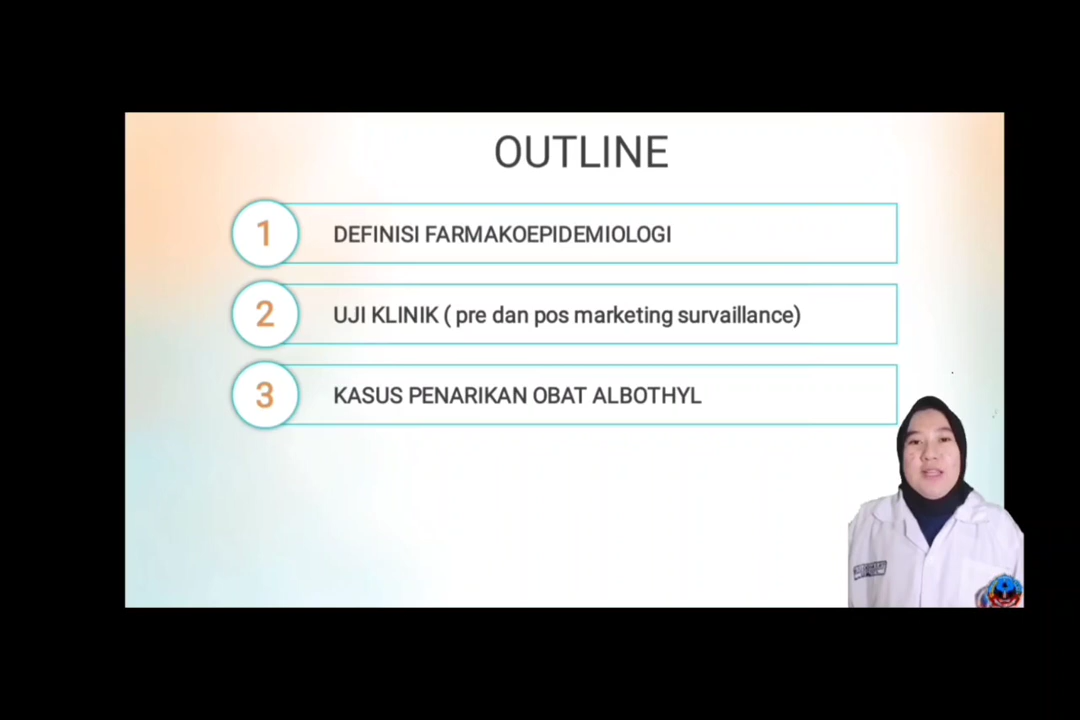 OUTLINE
1 DEFINISI FARMAKOEPIDEMIOLOGI
2 UJI KLINIK ( pre dan pos marketing survaillance)
3 KASUS PENARIKAN OBAT ALBOTHYL